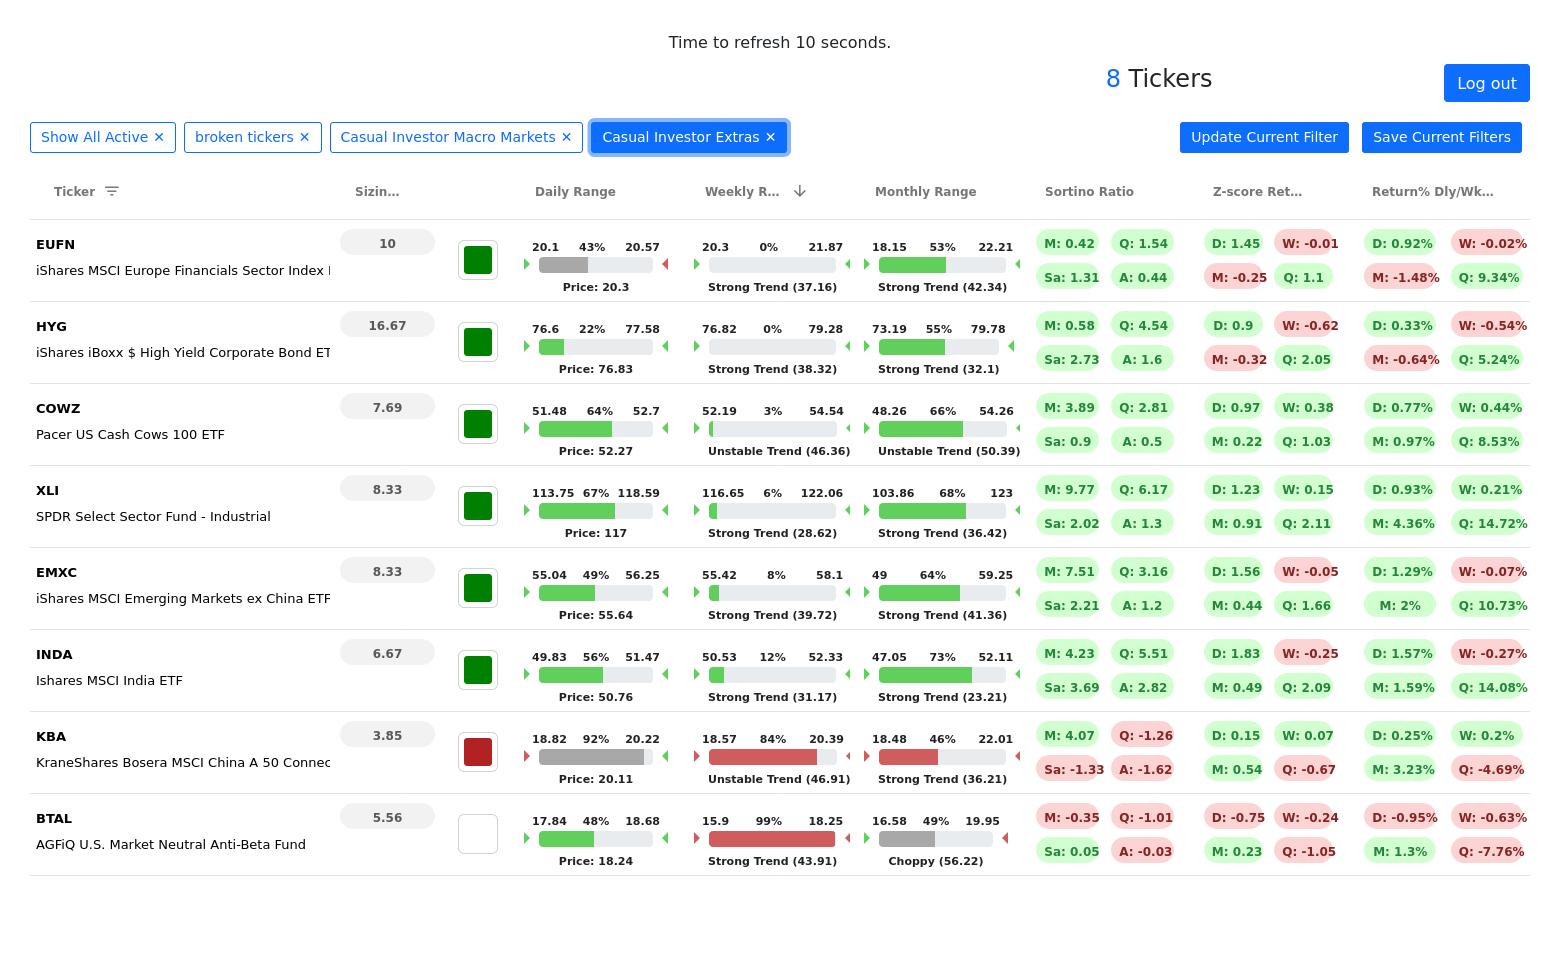 Time to refresh 10 seconds.
8 Tickers
Log out
Show All Active ✕ broken tickers ✕ Casual Investor Macro Markets ✕ Casual Investor Extras ✕ Update Current Filter Save Current Filters
Ticker Sizin… Daily Range Weekly R… Monthly Range Sortino Ratio Z-score Ret… Return% Dly/Wk…
EUFN
iShares MSCI Europe Financials Sector Index
10
20.1 43% 20.57
Price: 20.3
20.3 0% 21.87
Strong Trend (37.16)
18.15 53% 22.21
Strong Trend (42.34)
M: 0.42 Q: 1.54
Sa: 1.31 A: 0.44
D: 1.45 W: -0.01
M: -0.25 Q: 1.1
D: 0.92% W: -0.02%
M: -1.48% Q: 9.34%
HYG
iShares iBoxx $ High Yield Corporate Bond ET
16.67
76.6 22% 77.58
Price: 76.83
76.82 0% 79.28
Strong Trend (38.32)
73.19 55% 79.78
Strong Trend (32.1)
M: 0.58 Q: 4.54
Sa: 2.73 A: 1.6
D: 0.9 W: -0.62
M: -0.32 Q: 2.05
D: 0.33% W: -0.54%
M: -0.64% Q: 5.24%
COWZ
Pacer US Cash Cows 100 ETF
7.69
51.48 64% 52.7
Price: 52.27
52.19 3% 54.54
Unstable Trend (46.36)
48.26 66% 54.26
Unstable Trend (50.39)
M: 3.89 Q: 2.81
Sa: 0.9 A: 0.5
D: 0.97 W: 0.38
M: 0.22 Q: 1.03
D: 0.77% W: 0.44%
M: 0.97% Q: 8.53%
XLI
SPDR Select Sector Fund - Industrial
8.33
113.75 67% 118.59
Price: 117
116.65 6% 122.06
Strong Trend (28.62)
103.86 68% 123
Strong Trend (36.42)
M: 9.77 Q: 6.17
Sa: 2.02 A: 1.3
D: 1.23 W: 0.15
M: 0.91 Q: 2.11
D: 0.93% W: 0.21%
M: 4.36% Q: 14.72%
EMXC
iShares MSCI Emerging Markets ex China ETF
8.33
55.04 49% 56.25
Price: 55.64
55.42 8% 58.1
Strong Trend (39.72)
49 64% 59.25
Strong Trend (41.36)
M: 7.51 Q: 3.16
Sa: 2.21 A: 1.2
D: 1.56 W: -0.05
M: 0.44 Q: 1.66
D: 1.29% W: -0.07%
M: 2% Q: 10.73%
INDA
Ishares MSCI India ETF
6.67
49.83 56% 51.47
Price: 50.76
50.53 12% 52.33
Strong Trend (31.17)
47.05 73% 52.11
Strong Trend (23.21)
M: 4.23 Q: 5.51
Sa: 3.69 A: 2.82
D: 1.83 W: -0.25
M: 0.49 Q: 2.09
D: 1.57% W: -0.27%
M: 1.59% Q: 14.08%
KBA
KraneShares Bosera MSCI China A 50 Connec
3.85
18.82 92% 20.22
Price: 20.11
18.57 84% 20.39
Unstable Trend (46.91)
18.48 46% 22.01
Strong Trend (36.21)
M: 4.07 Q: -1.26
Sa: -1.33 A: -1.62
D: 0.15 W: 0.07
M: 0.54 Q: -0.67
D: 0.25% W: 0.2%
M: 3.23% Q: -4.69%
BTAL
AGFiQ U.S. Market Neutral Anti-Beta Fund
5.56
17.84 48% 18.68
Price: 18.24
15.9 99% 18.25
Strong Trend (43.91)
16.58 49% 19.95
Choppy (56.22)
M: -0.35 Q: -1.01
Sa: 0.05 A: -0.03
D: -0.75 W: -0.24
M: 0.23 Q: -1.05
D: -0.95% W: -0.63%
M: 1.3% Q: -7.76%